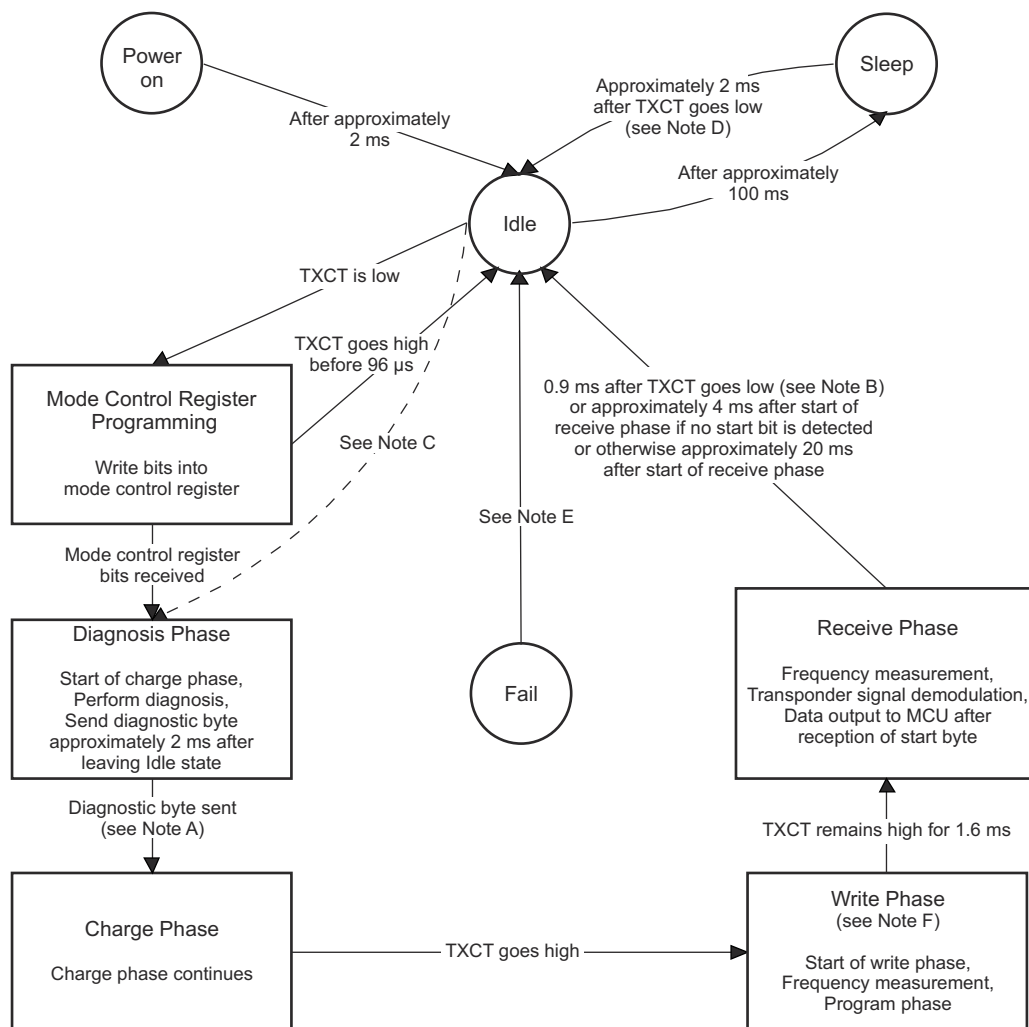 Power
on
Sleep
Approximately 2 ms
after TXCT goes low
(see Note D)
After approximately
2 ms
After approximately
100 ms
Idle
TXCT is low
TXCT goes high
before 96 µs
Mode Control Register
Programming
Write bits into
mode control register
See Note C
0.9 ms after TXCT goes low (see Note B)
or approximately 4 ms after start of
receive phase if no start bit is detected
or otherwise approximately 20 ms
after start of receive phase
See Note E
Mode control register
bits received
Diagnosis Phase
Start of charge phase,
Perform diagnosis,
Send diagnostic byte
approximately 2 ms after
leaving Idle state
Fail
Receive Phase
Frequency measurement,
Transponder signal demodulation,
Data output to MCU after
reception of start byte
Diagnostic byte sent
(see Note A)
TXCT remains high for 1.6 ms
Charge Phase
Charge phase continues
TXCT goes high
Write Phase
(see Note F)
Start of write phase,
Frequency measurement,
Program phase